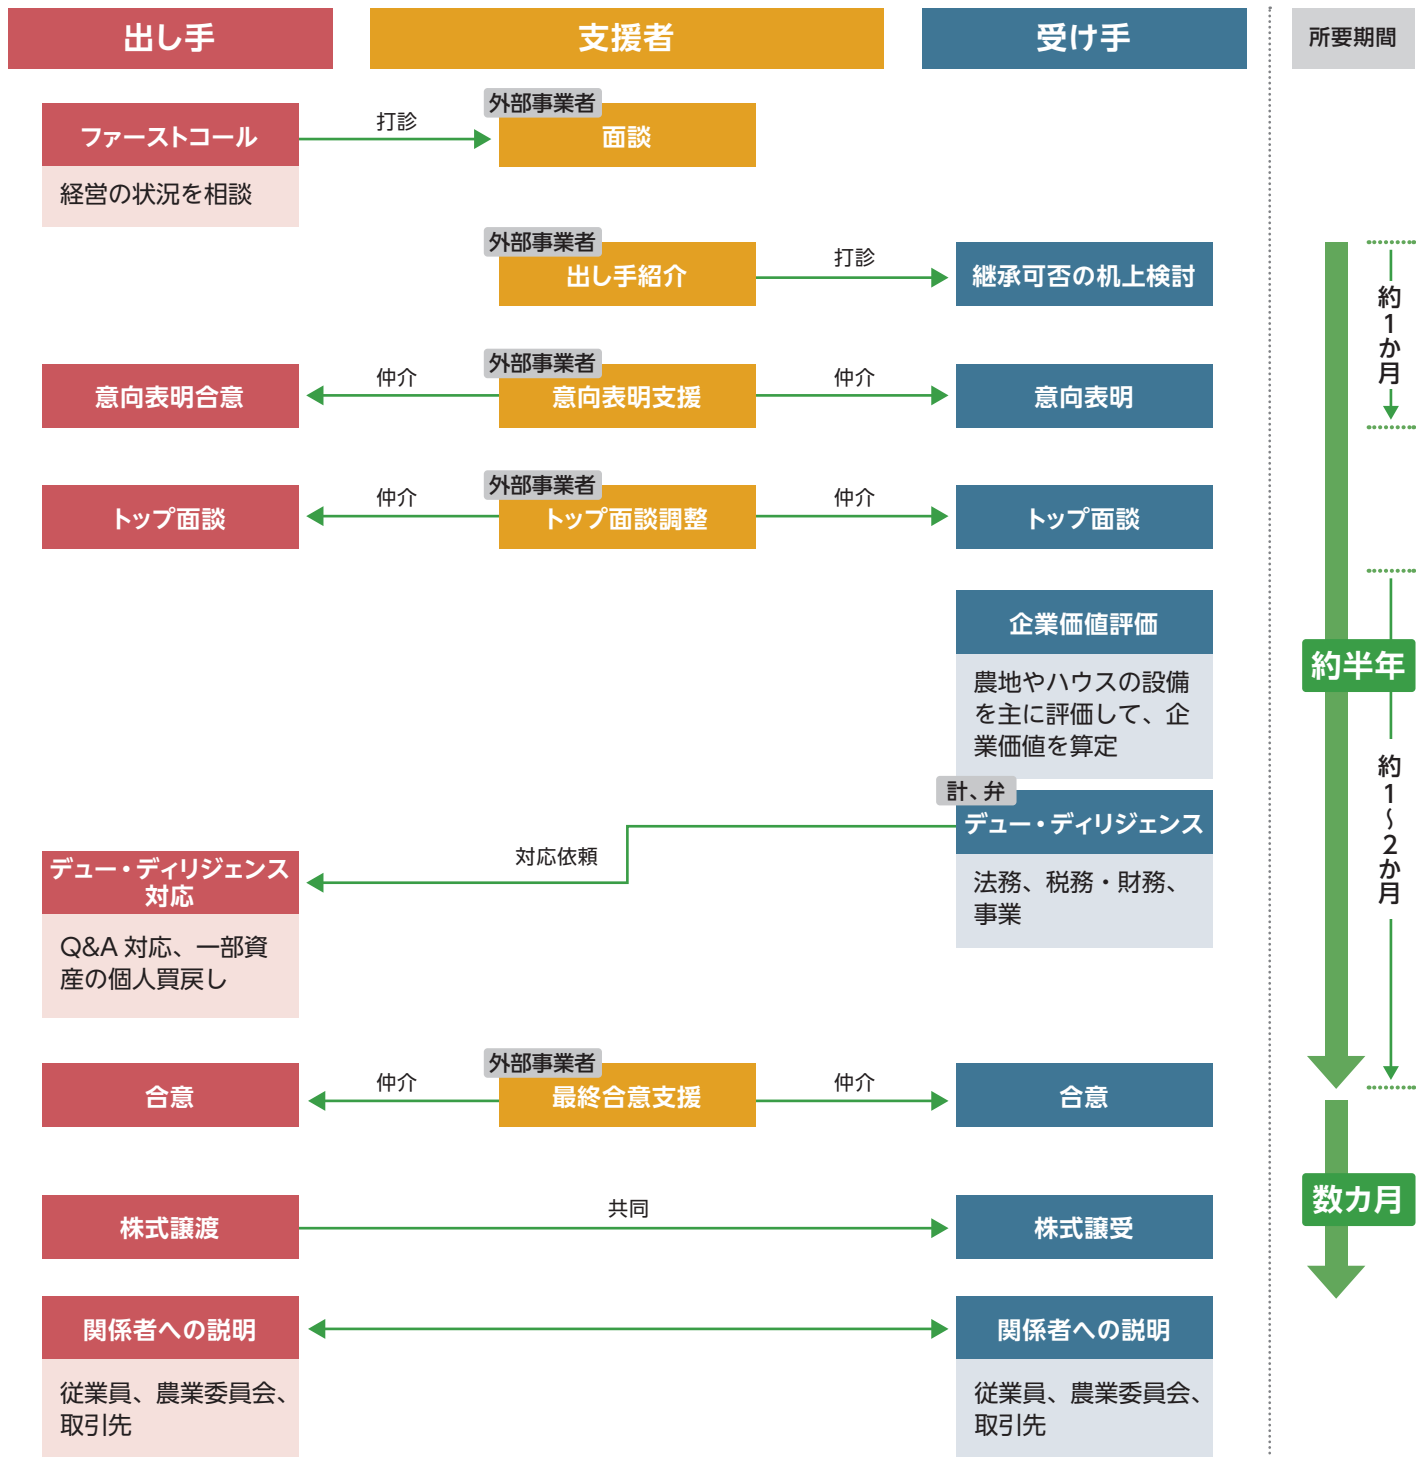 出し手
支援者
受け手
所要期間
ファーストコール
経営の状況を相談
打診
外部事業者
面談
外部事業者
出し手紹介
打診
継承可否の机上検討
意向表明合意
仲介
外部事業者
意向表明支援
仲介
意向表明
約1か月
トップ面談
仲介
外部事業者
トップ面談調整
仲介
トップ面談
企業価値評価
農地やハウスの設備
を主に評価して、企
業価値を算定
約半年
計、弁
デュー・ディリジェンス
法務、税務・財務、
事業
対応依頼
デュー・ディリジェンス
対応
Q&A 対応、一部資
産の個人買戻し
約1〜2か月
合意
仲介
外部事業者
最終合意支援
仲介
合意
株式譲渡
共同
株式譲受
数カ月
関係者への説明
従業員、農業委員会、
取引先
関係者への説明
従業員、農業委員会、
取引先